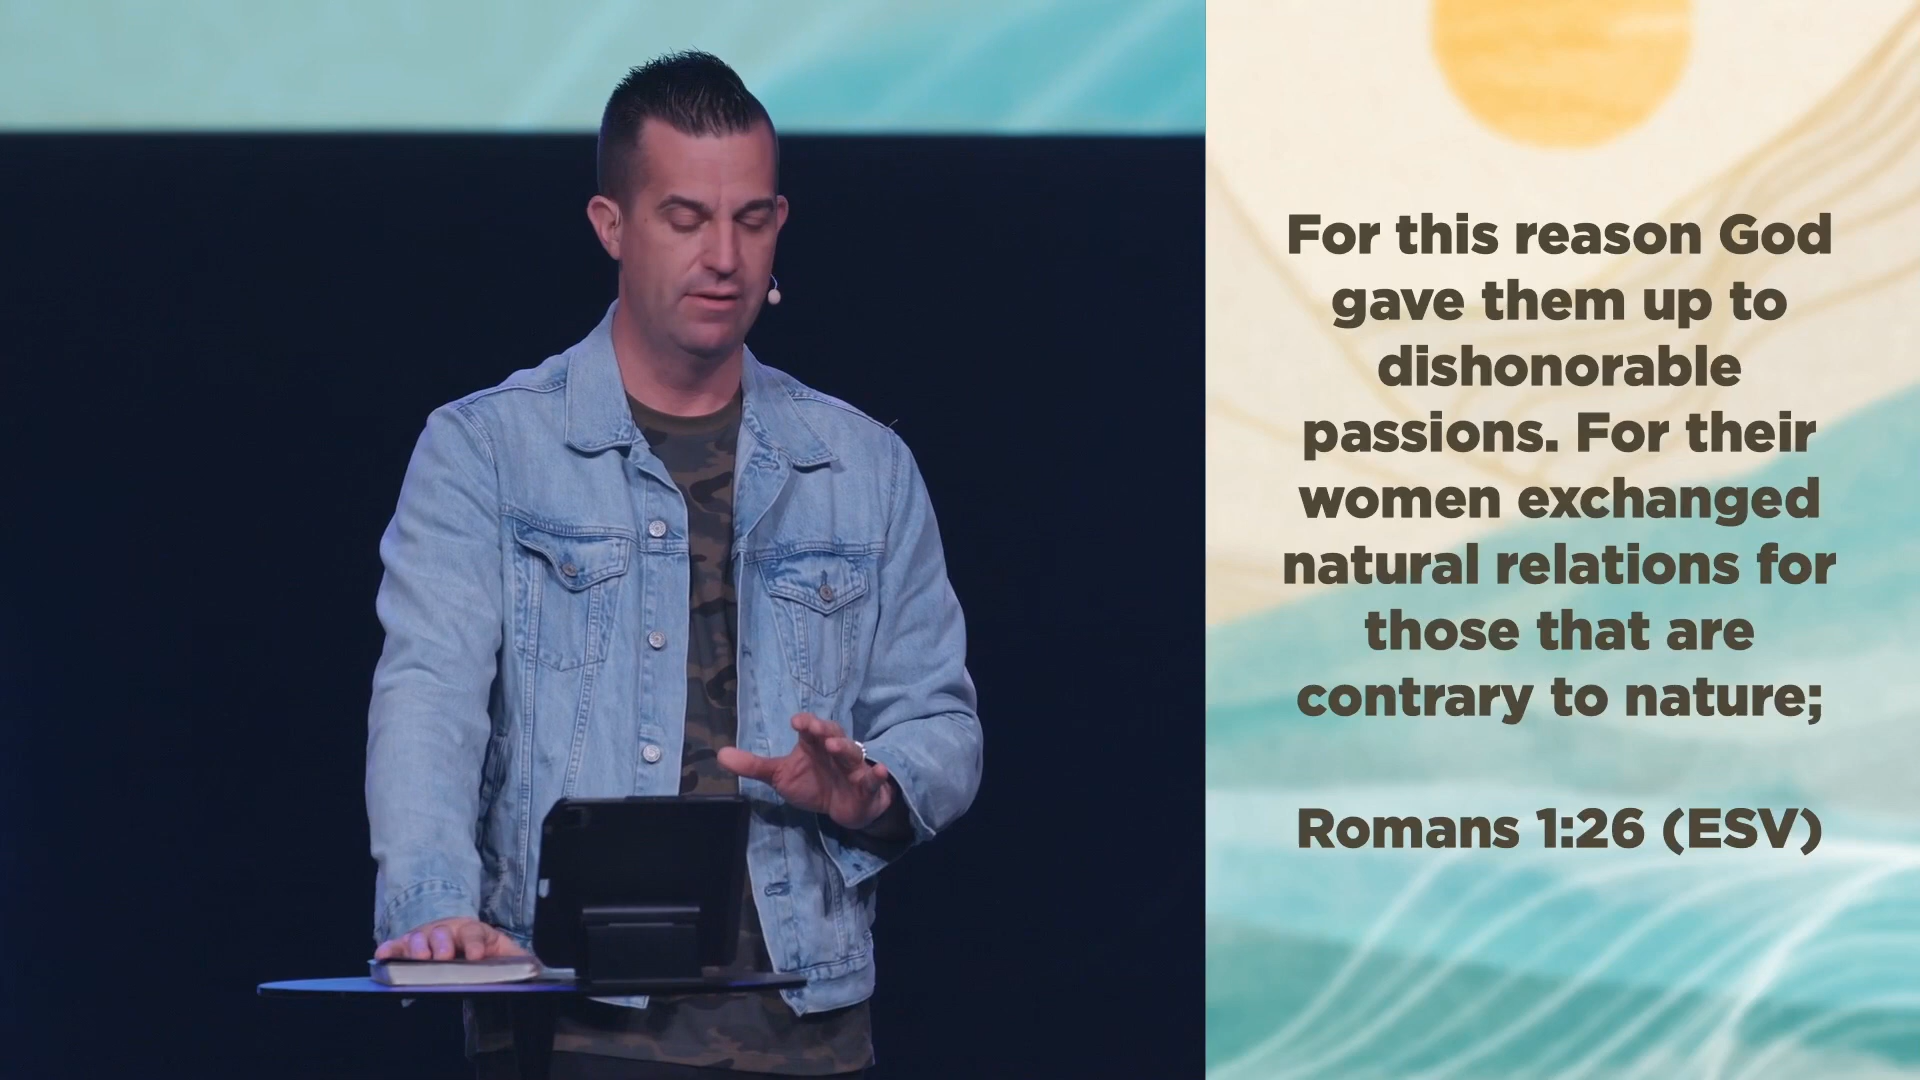 For this reason God
gave them up to
dishonorable
passions. For their
women exchanged
natural relations for
those that are
contrary to nature;
Romans 1:26 (ESV)